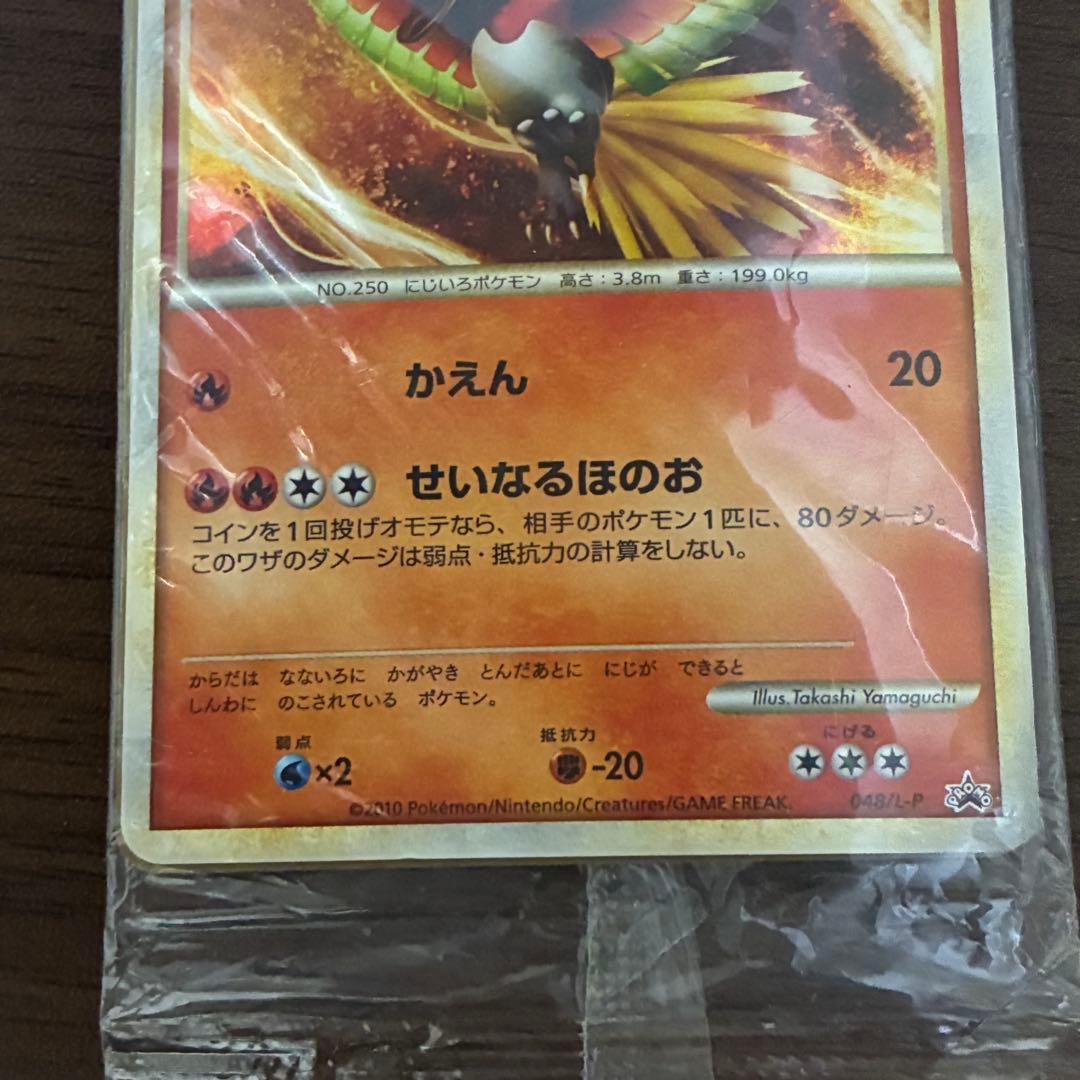 NO.250 にじいろポケモン 高さ:3.8m 重さ:199.0kg
かえん 20
せいなるほのお
コインを1回投げオモテなら、相手のポケモン1匹に、80ダメージ。
このワザのダメージは弱点・抵抗力の計算をしない。
からだは なないろに かがやき とんだあとに にじが できると
しんわに のこされている ポケモン。
Illus. Takashi Yamaguchi
弱点 抵抗力 にげる
×2 -20
©2010 Pokémon/Nintendo/Creatures/GAME FREAK. 048/L-P PROMO